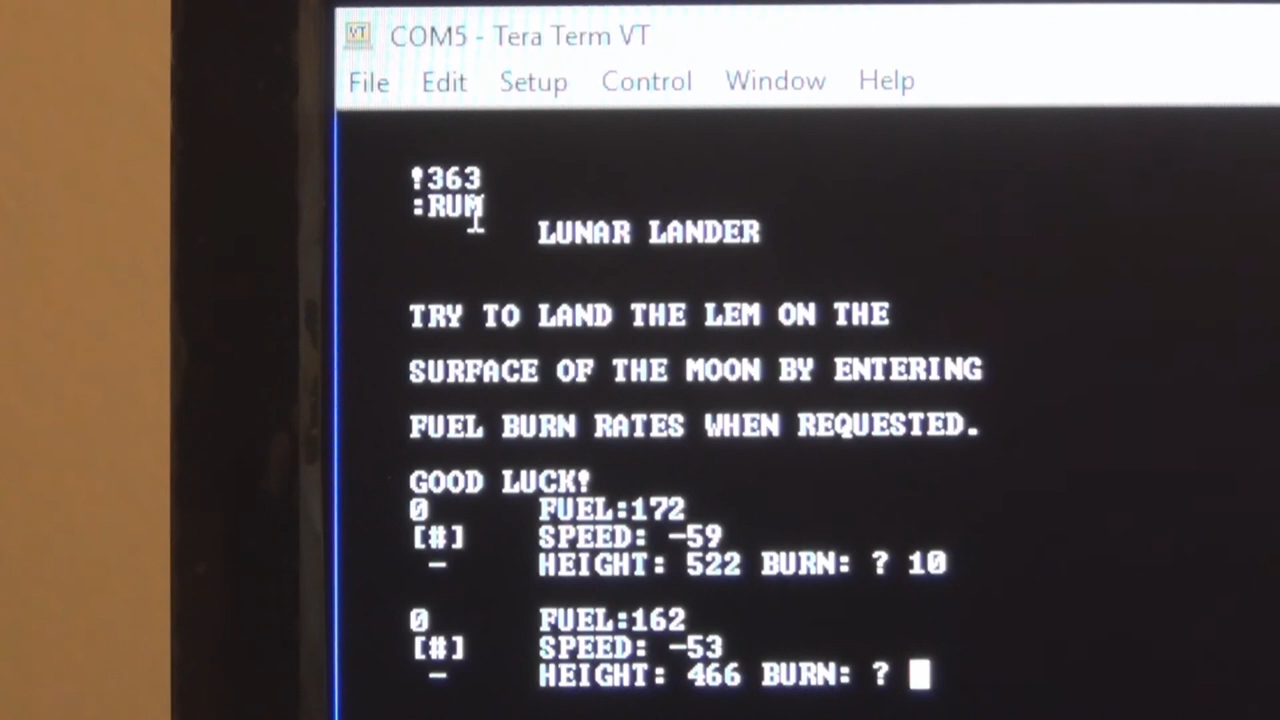 COM5 - Tera Term VT
File Edit Setup Control Window Help
!363
:RUN
LUNAR LANDER
TRY TO LAND THE LEM ON THE
SURFACE OF THE MOON BY ENTERING
FUEL BURN RATES WHEN REQUESTED.
GOOD LUCK!
0 FUEL:172
[#] SPEED: -59
- HEIGHT: 522 BURN: ? 10
0 FUEL:162
[#] SPEED: -53
- HEIGHT: 466 BURN: ?